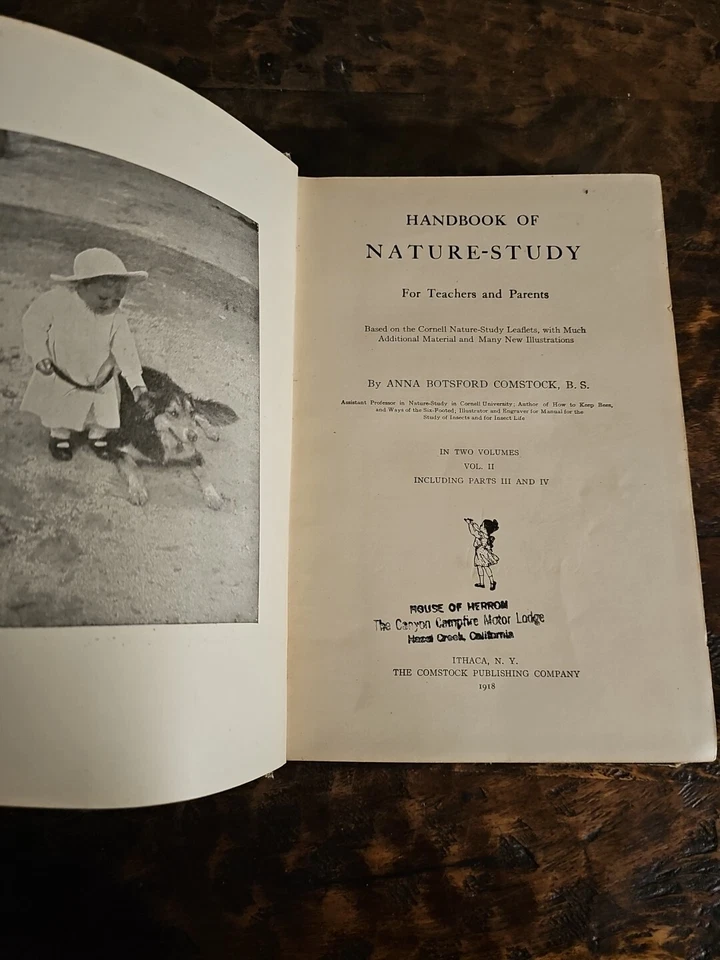 HANDBOOK OF
NATURE-STUDY
For Teachers and Parents
Based on the Cornell Nature-Study Leaflets, with Much
Additional Material and Many New Illustrations
By ANNA BOTSFORD COMSTOCK, B. S.
Assistant Professor in Nature-Study in Cornell University; Author of How to Keep Bees,
and Ways of the Six-Footed; Illustrator and Engraver for Manual for the
Study of Insects and for Insect Life
IN TWO VOLUMES
VOL. II
INCLUDING PARTS III AND IV
HOUSE OF HERROM
The Canyon Campfire Motor Lodge
Hazel Creek, California
ITHACA, N. Y.
THE COMSTOCK PUBLISHING COMPANY
1918